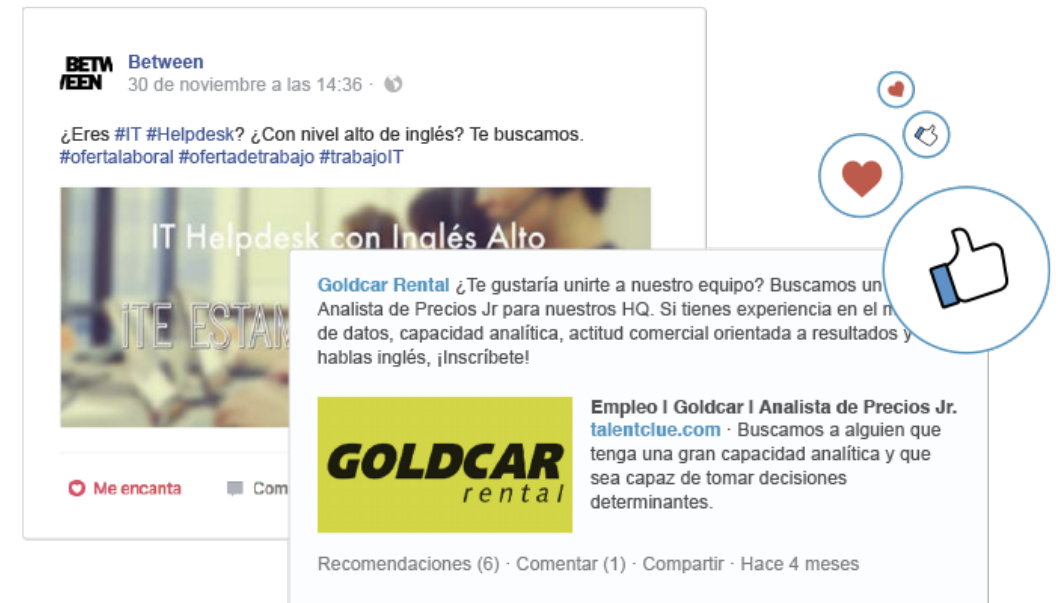 BETW
/EEN
Between
30 de noviembre a las 14:36 ·
¿Eres #IT #Helpdesk? ¿Con nivel alto de inglés? Te buscamos.
#ofertalaboral #ofertadetrabajo #trabajoIT
IT Helpdesk con Inglés Alto
¡TE ESTAM
Me encanta
Com
Goldcar Rental ¿Te gustaría unirte a nuestro equipo? Buscamos un
Analista de Precios Jr para nuestros HQ. Si tienes experiencia en el
de datos, capacidad analítica, actitud comercial orientada a resultados y
hablas inglés, ¡Inscríbete!
GOLDCAR
rental
Empleo I Goldcar I Analista de Precios Jr.
talentclue.com · Buscamos a alguien que
tenga una gran capacidad analítica y que
sea capaz de tomar decisiones
determinantes.
Recomendaciones (6) · Comentar (1) · Compartir · Hace 4 meses